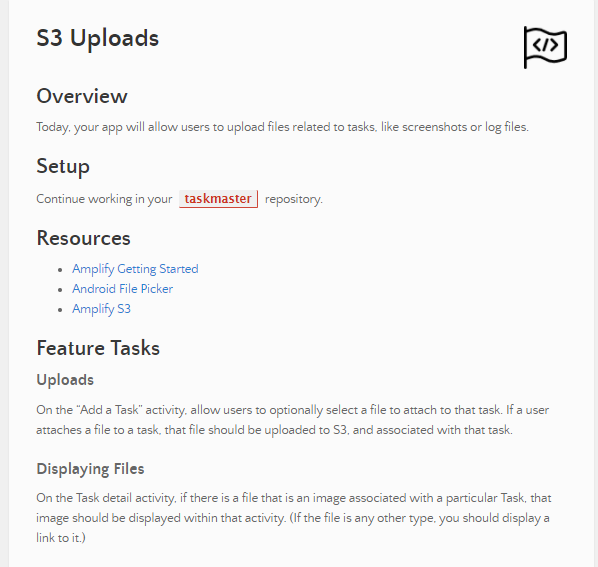 S3 Uploads
</>
Overview
Today, your app will allow users to upload files related to tasks, like screenshots or log files.
Setup
Continue working in your taskmaster repository.
Resources
Amplify Getting Started
Android File Picker
Amplify S3
Feature Tasks
Uploads
On the “Add a Task” activity, allow users to optionally select a file to attach to that task. If a user
attaches a file to a task, that file should be uploaded to S3, and associated with that task.
Displaying Files
On the Task detail activity, if there is a file that is an image associated with a particular Task, that
image should be displayed within that activity. (If the file is any other type, you should display a
link to it.)